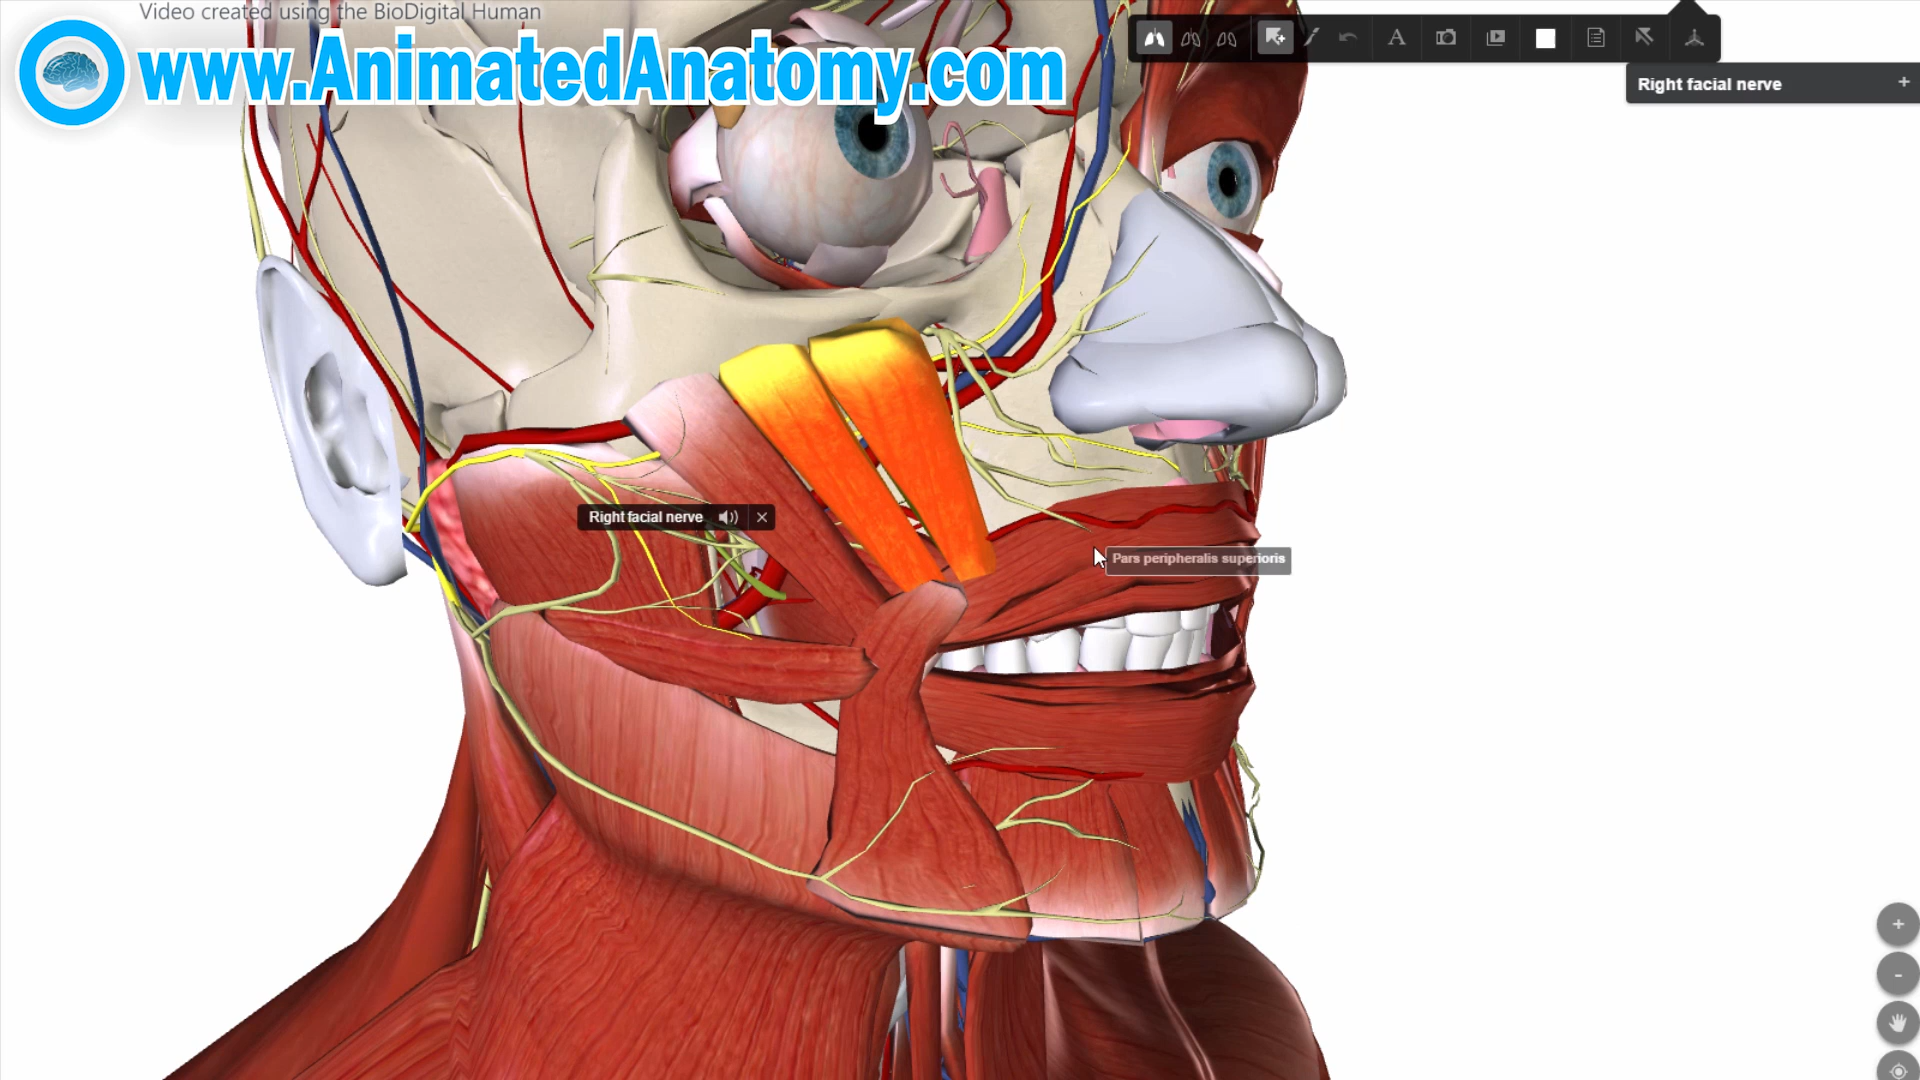 Video created using the BioDigital Human
www.AnimatedAnatomy.com
A
Right facial nerve +
Right facial nerve
Pars peripheralis superioris
+
-